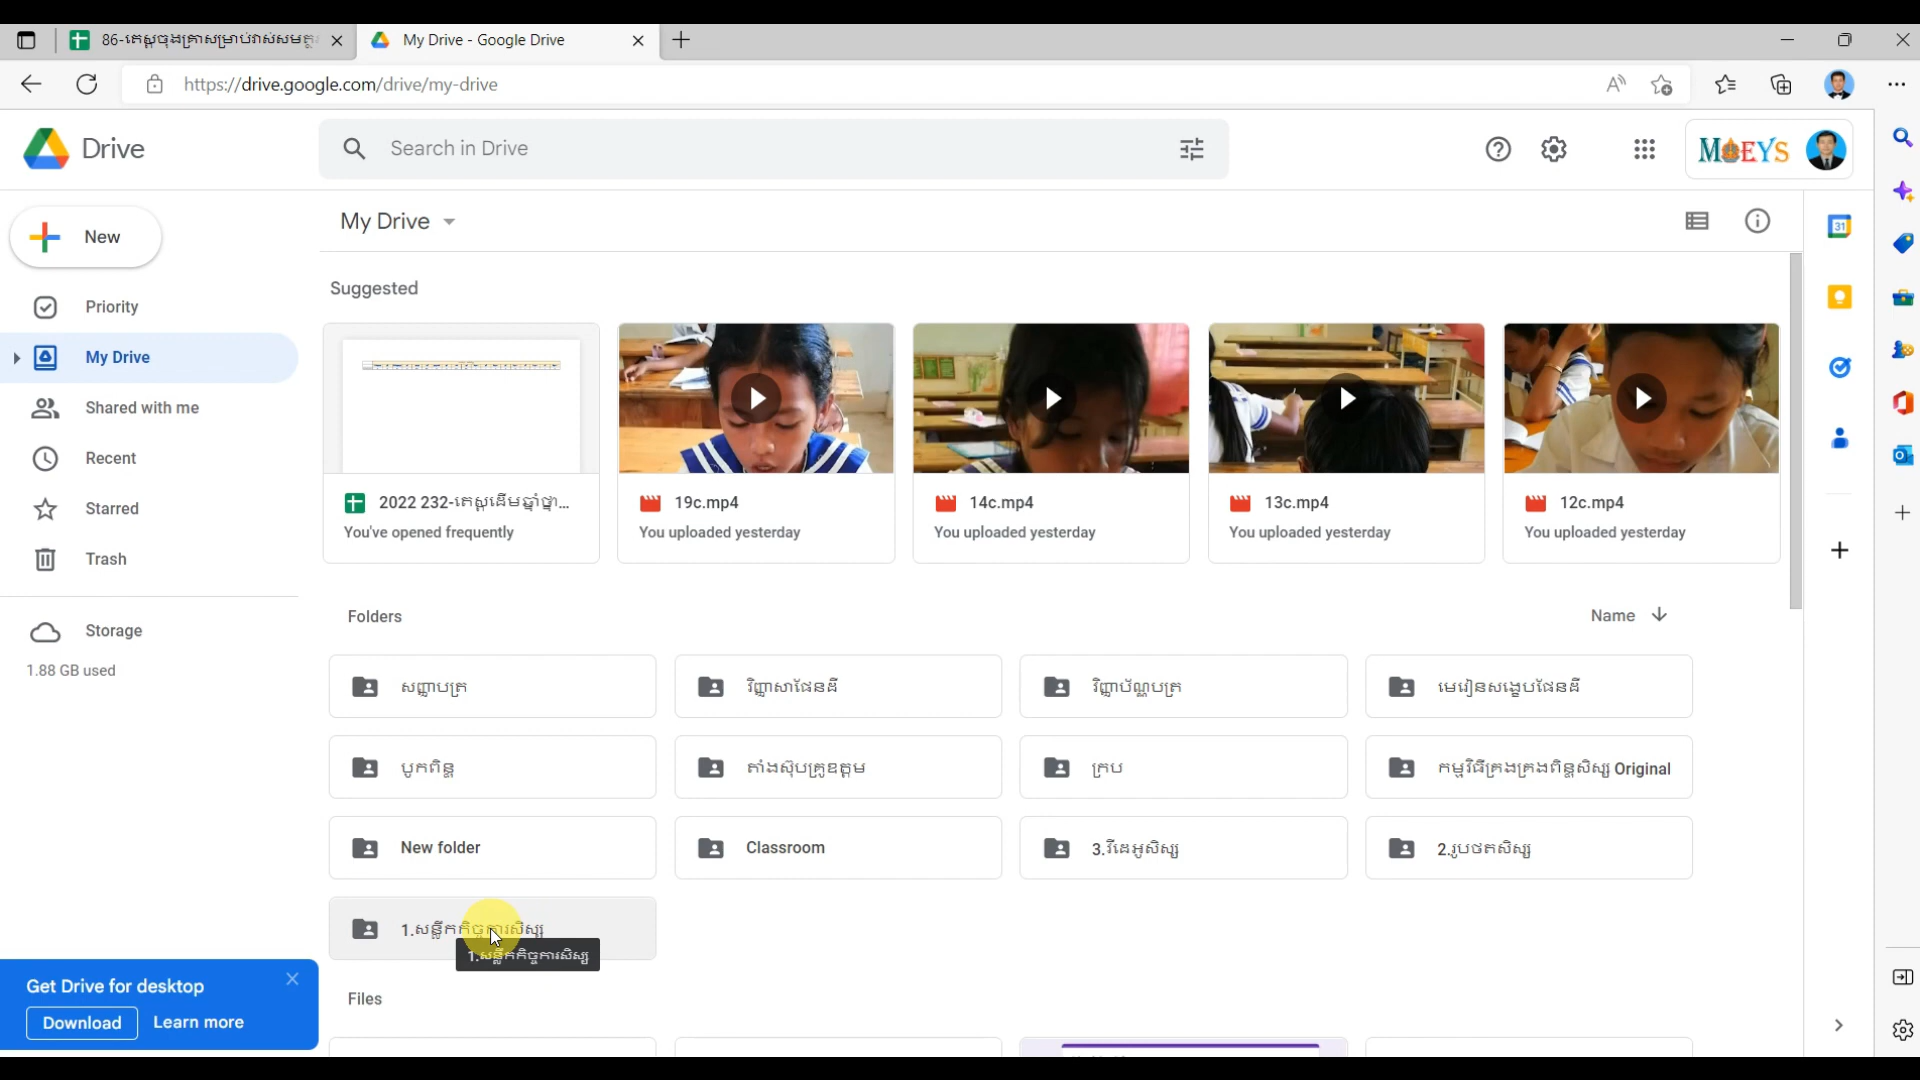 86-តេស្តចុងគ្រាសម្រាប់វាស់សមត្ថ
My Drive - Google Drive
https://drive.google.com/drive/my-drive
Drive
Search in Drive
MOEYS
New
My Drive
Priority
My Drive
Shared with me
Recent
Starred
Trash
Storage
1.88 GB used
Suggested
2022 232-តេស្តដើមឆ្នាំថ្នា...
You've opened frequently
19c.mp4
You uploaded yesterday
14c.mp4
You uploaded yesterday
13c.mp4
You uploaded yesterday
12c.mp4
You uploaded yesterday
31
Folders
Name
សញ្ញាបត្រ
វិញ្ញាសាផែនដី
វិញ្ញាប័ណ្ណបត្រ
មេរៀនសង្ខេបផែនដី
បូកពិន្ទុ
តាំងស៊ុបគ្រូឧត្តម
ក្រប
កម្មវិធីគ្រងគ្រងពិន្ទុសិស្ស Original
New folder
Classroom
3.វីដេអូសិស្ស
2.រូបថតសិស្ស
1.សន្លឹកកិច្ចការសិស្ស
1.សន្លឹកកិច្ចការសិស្ស
Files
Get Drive for desktop
Download
Learn more